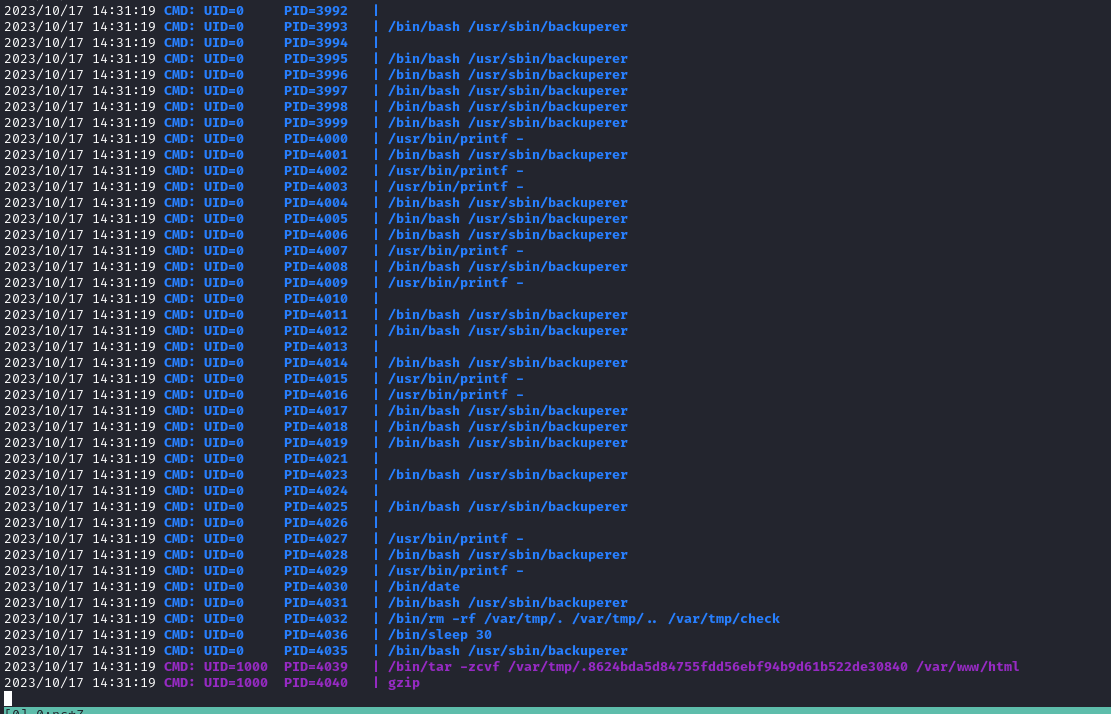 2023/10/17 14:31:19 CMD: UID=0 PID=3992 |
2023/10/17 14:31:19 CMD: UID=0 PID=3993 | /bin/bash /usr/sbin/backuperer
2023/10/17 14:31:19 CMD: UID=0 PID=3994 |
2023/10/17 14:31:19 CMD: UID=0 PID=3995 | /bin/bash /usr/sbin/backuperer
2023/10/17 14:31:19 CMD: UID=0 PID=3996 | /bin/bash /usr/sbin/backuperer
2023/10/17 14:31:19 CMD: UID=0 PID=3997 | /bin/bash /usr/sbin/backuperer
2023/10/17 14:31:19 CMD: UID=0 PID=3998 | /bin/bash /usr/sbin/backuperer
2023/10/17 14:31:19 CMD: UID=0 PID=3999 | /bin/bash /usr/sbin/backuperer
2023/10/17 14:31:19 CMD: UID=0 PID=4000 | /usr/bin/printf -
2023/10/17 14:31:19 CMD: UID=0 PID=4001 | /bin/bash /usr/sbin/backuperer
2023/10/17 14:31:19 CMD: UID=0 PID=4002 | /usr/bin/printf -
2023/10/17 14:31:19 CMD: UID=0 PID=4003 | /usr/bin/printf -
2023/10/17 14:31:19 CMD: UID=0 PID=4004 | /bin/bash /usr/sbin/backuperer
2023/10/17 14:31:19 CMD: UID=0 PID=4005 | /bin/bash /usr/sbin/backuperer
2023/10/17 14:31:19 CMD: UID=0 PID=4006 | /bin/bash /usr/sbin/backuperer
2023/10/17 14:31:19 CMD: UID=0 PID=4007 | /usr/bin/printf -
2023/10/17 14:31:19 CMD: UID=0 PID=4008 | /bin/bash /usr/sbin/backuperer
2023/10/17 14:31:19 CMD: UID=0 PID=4009 | /usr/bin/printf -
2023/10/17 14:31:19 CMD: UID=0 PID=4010 |
2023/10/17 14:31:19 CMD: UID=0 PID=4011 | /bin/bash /usr/sbin/backuperer
2023/10/17 14:31:19 CMD: UID=0 PID=4012 | /bin/bash /usr/sbin/backuperer
2023/10/17 14:31:19 CMD: UID=0 PID=4013 |
2023/10/17 14:31:19 CMD: UID=0 PID=4014 | /bin/bash /usr/sbin/backuperer
2023/10/17 14:31:19 CMD: UID=0 PID=4015 | /usr/bin/printf -
2023/10/17 14:31:19 CMD: UID=0 PID=4016 | /usr/bin/printf -
2023/10/17 14:31:19 CMD: UID=0 PID=4017 | /bin/bash /usr/sbin/backuperer
2023/10/17 14:31:19 CMD: UID=0 PID=4018 | /bin/bash /usr/sbin/backuperer
2023/10/17 14:31:19 CMD: UID=0 PID=4019 | /bin/bash /usr/sbin/backuperer
2023/10/17 14:31:19 CMD: UID=0 PID=4021 |
2023/10/17 14:31:19 CMD: UID=0 PID=4023 | /bin/bash /usr/sbin/backuperer
2023/10/17 14:31:19 CMD: UID=0 PID=4024 |
2023/10/17 14:31:19 CMD: UID=0 PID=4025 | /bin/bash /usr/sbin/backuperer
2023/10/17 14:31:19 CMD: UID=0 PID=4026 |
2023/10/17 14:31:19 CMD: UID=0 PID=4027 | /usr/bin/printf -
2023/10/17 14:31:19 CMD: UID=0 PID=4028 | /bin/bash /usr/sbin/backuperer
2023/10/17 14:31:19 CMD: UID=0 PID=4029 | /usr/bin/printf -
2023/10/17 14:31:19 CMD: UID=0 PID=4030 | /bin/date
2023/10/17 14:31:19 CMD: UID=0 PID=4031 | /bin/bash /usr/sbin/backuperer
2023/10/17 14:31:19 CMD: UID=0 PID=4032 | /bin/rm -rf /var/tmp/. /var/tmp/.. /var/tmp/check
2023/10/17 14:31:19 CMD: UID=0 PID=4036 | /bin/sleep 30
2023/10/17 14:31:19 CMD: UID=0 PID=4035 | /bin/bash /usr/sbin/backuperer
2023/10/17 14:31:19 CMD: UID=1000 PID=4039 | /bin/tar -zcvf /var/tmp/.8624bda5d84755fdd56ebf94b9d61b522de30840 /var/www/html
2023/10/17 14:31:19 CMD: UID=1000 PID=4040 | gzip